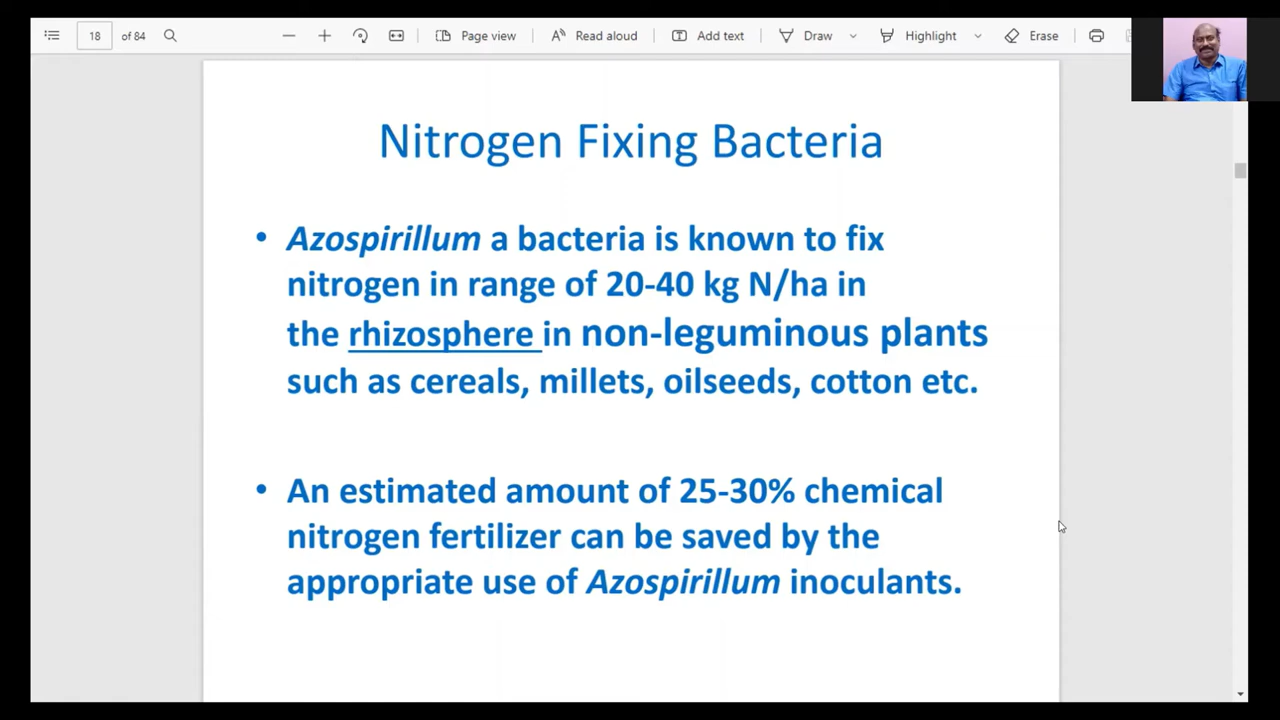 18 of 84 Page view Read aloud Add text Draw Highlight Erase
Nitrogen Fixing Bacteria
• Azospirillum a bacteria is known to fix
nitrogen in range of 20-40 kg N/ha in
the rhizosphere in non-leguminous plants
such as cereals, millets, oilseeds, cotton etc.
• An estimated amount of 25-30% chemical
nitrogen fertilizer can be saved by the
appropriate use of Azospirillum inoculants.